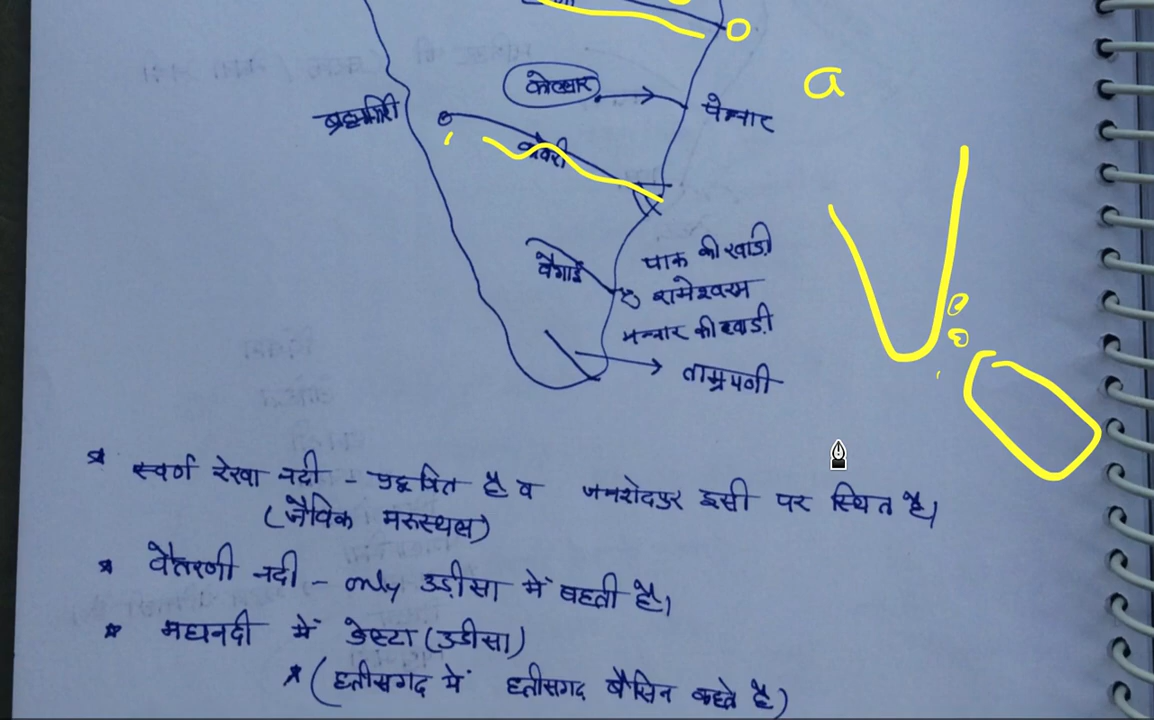 कोल्यार
पेन्नार
a
ब्रह्मगिरी
कावेरी
वैगाई
पाक की खाड़ी
रामेश्वरम
मन्नार की खाड़ी
ताम्रपर्णी
* स्वर्ण रेखा नदी - प्रदूषित है व जमशेदपुर इसी पर स्थित है।
(जैविक मरुस्थल)
* वैतरणी नदी - only उड़ीसा में बहती है।
* महानदी में डेल्टा (उड़ीसा)
* (छत्तीसगढ़ में छत्तीसगढ़ बैसिन कहते है)